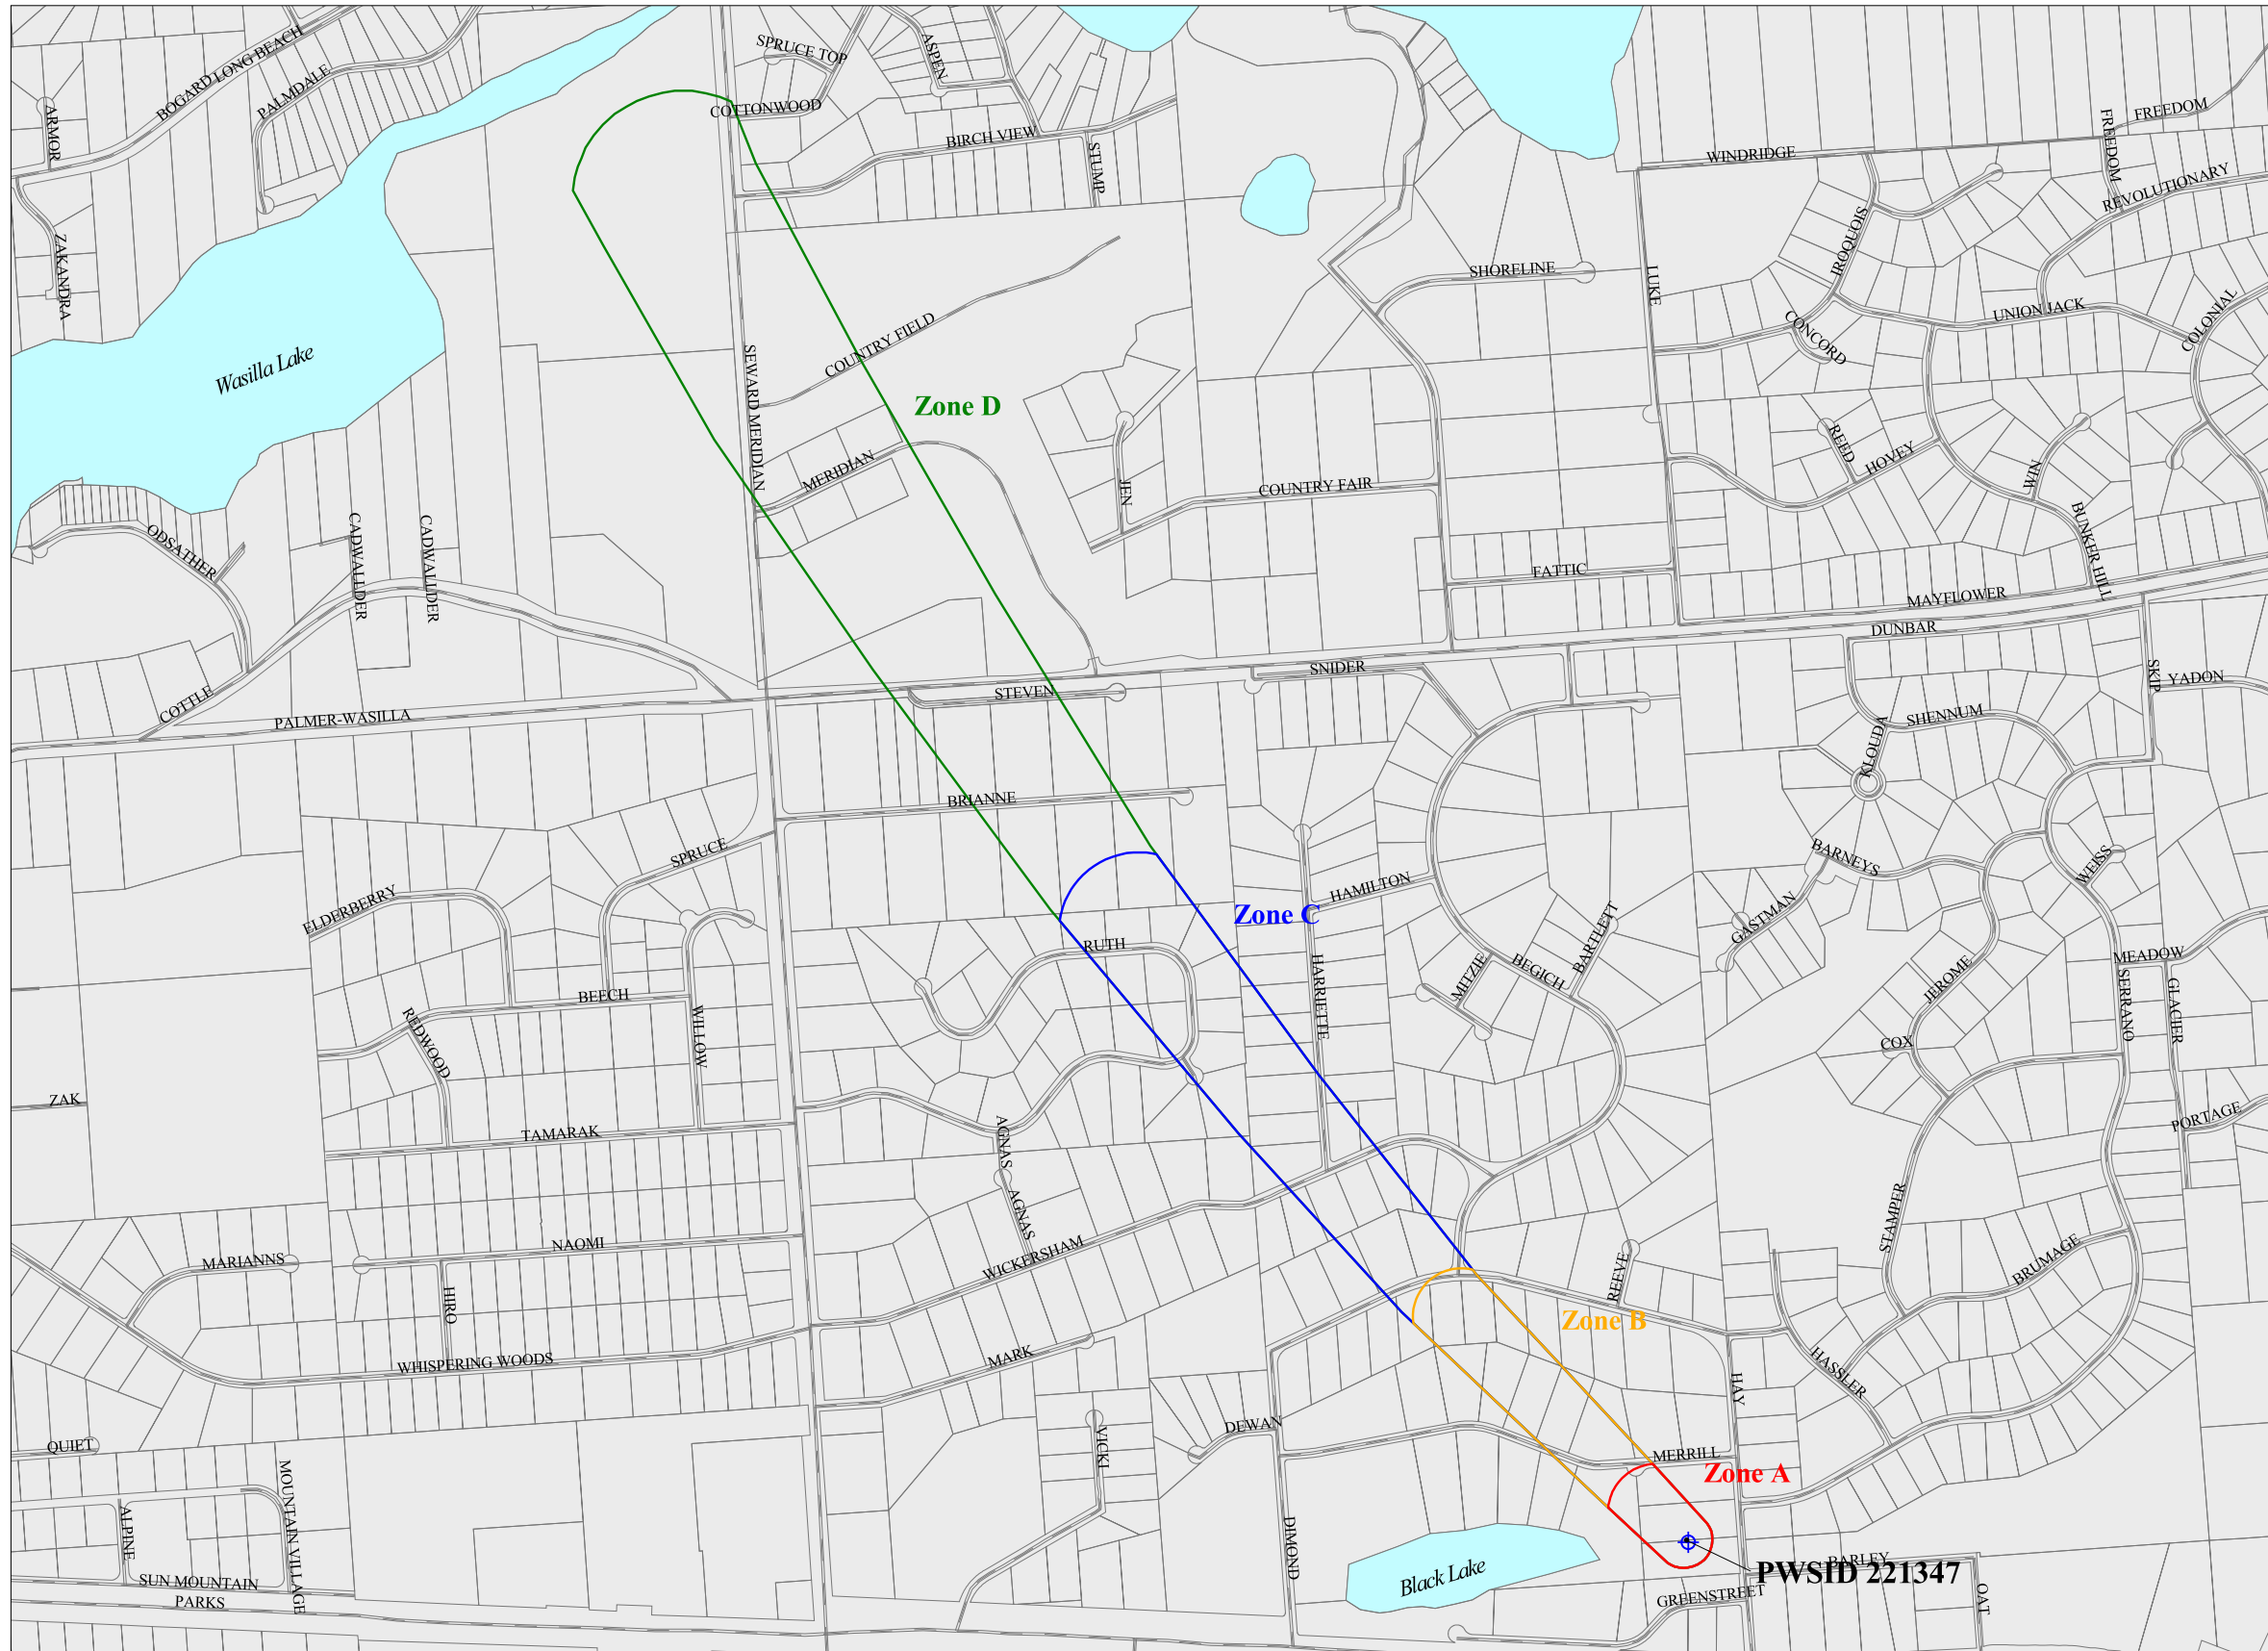 SPRUCE TOP
ASPEN
BOGARD
LONG BEACH
PALMDALE
ARMOR
COTTONWOOD
BIRCH VIEW
STUMP
WINDRIDGE
FREEDOM
FREEDOM
REVOLUTIONARY
ZAKANDRA
IROQUOIS
LUKE
SHORELINE
UNION JACK
COLONIAL
CONCORD
COUNTRY FIELD
Wasilla Lake
SEWARD MERIDIAN
Zone D
MERIDIAN
REED
HOVEY
WIN
JEN
COUNTRY FAIR
BUNKER HILL
ODSATHER
CADWALLDER
CADWALLDER
FATTIC
MAYFLOWER
DUNBAR
SNIDER
SKIP
YADON
STEVEN
COTTLE
PALMER-WASILLA
SHENNUM
KLOUDA
BRIANNE
SPRUCE
BARNEYS
WEISS
HAMILTON
ELDERBERRY
Zone C
GASTMAN
BARTLETT
RUTH
MITZIE
BEGICH
HARRIETTE
MEADOW
JEROME
SERRANO
GLACIER
BEECH
REDWOOD
WILLOW
COX
ZAK
PORTAGE
TAMARAK
AGNAS
AGNAS
STAMPER
WICKERSHAM
NAOMI
MARIANNS
REEVE
BRUMAGE
HIRO
Zone B
WHISPERING WOODS
MARK
HAY
HASSLER
DEWAN
VICKI
QUIET
MERRILL
Zone A
MOUNTAIN VILLAGE
ALPINE
DIMOND
Black Lake
BARLEY
PWSID 221347
GREENSTREET
OAT
SUN MOUNTAIN
PARKS